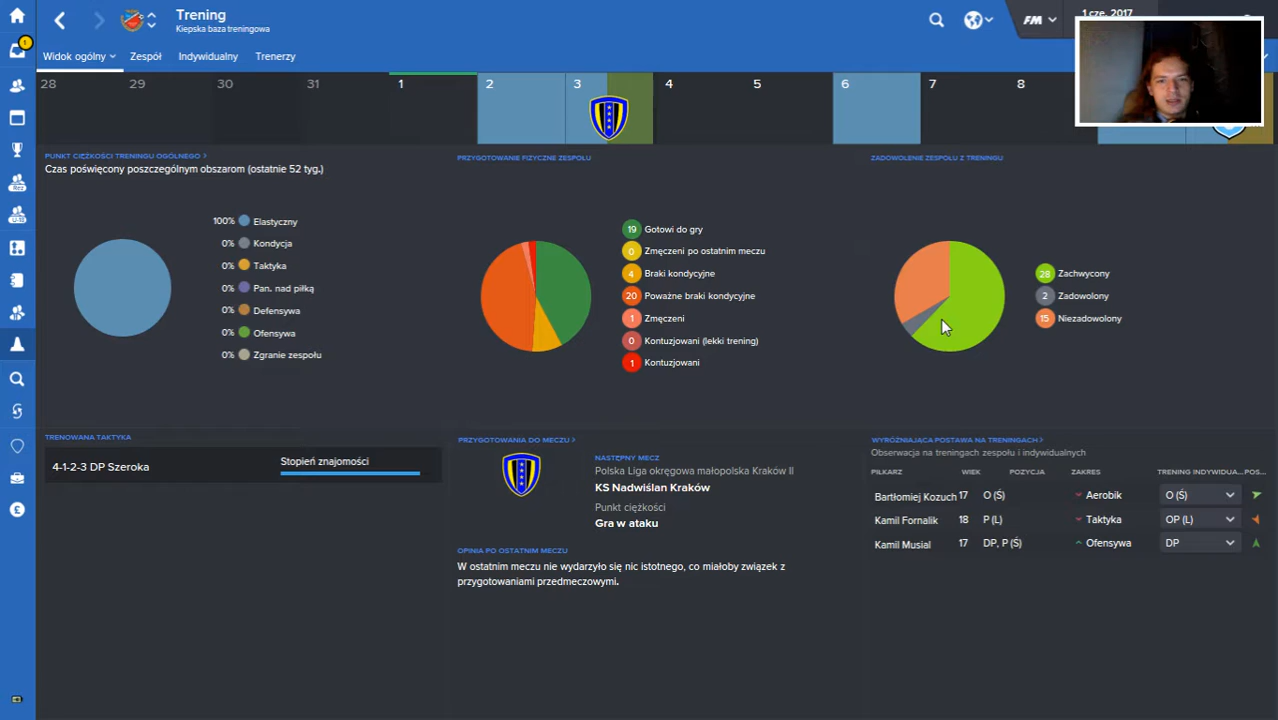 Trening
Kiepska baza treningowa
1
FM
1 cze. 2017
Widok ogólny
Zespół
Indywidualny
Trenerzy
28 29 30 31 1 2 3 4 5 6 7 8
PUNKT CIĘŻKOŚCI TRENINGU OGÓLNEGO >
Czas poświęcony poszczególnym obszarom (ostatnie 52 tyg.)
100% Elastyczny
0% Kondycja
0% Taktyka
0% Pan. nad piłką
0% Defensywa
0% Ofensywa
0% Zgranie zespołu
PRZYGOTOWANIE FIZYCZNE ZESPOŁU
19 Gotowi do gry
0 Zmęczeni po ostatnim meczu
4 Braki kondycyjne
20 Poważne braki kondycyjne
1 Zmęczeni
0 Kontuzjowani (lekki trening)
1 Kontuzjowani
ZADOWOLENIE ZESPOŁU Z TRENINGU
28 Zachwycony
2 Zadowolony
15 Niezadowolony
TRENOWANA TAKTYKA
4-1-2-3 DP Szeroka
Stopień znajomości
PRZYGOTOWANIA DO MECZU >
NASTĘPNY MECZ
Polska Liga okręgowa małopolska Kraków II
KS Nadwiślan Kraków
Punkt ciężkości
Gra w ataku
OPINIA PO OSTATNIM MECZU
W ostatnim meczu nie wydarzyło się nic istotnego, co miałoby związek z
przygotowaniami przedmeczowymi.
WYRÓŻNIAJĄCA POSTAWA NA TRENINGACH >
Obserwacja na treningach zespołu i indywidualnych
PIŁKARZ WIEK POZYCJA ZAKRES TRENING INDYWIDUA... POS...
Bartłomiej Kozuch 17 O (Ś) Aerobik O (Ś)
Kamil Fornalik 18 P (L) Taktyka OP (L)
Kamil Musial 17 DP, P (Ś) Ofensywa DP